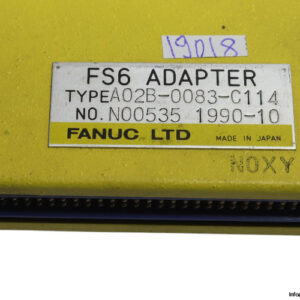 19018
FS6 ADAPTER
TYPE A02B-0083-C114
NO. N00535 1990-10
FANUC LTD MADE IN JAPAN
NOXY